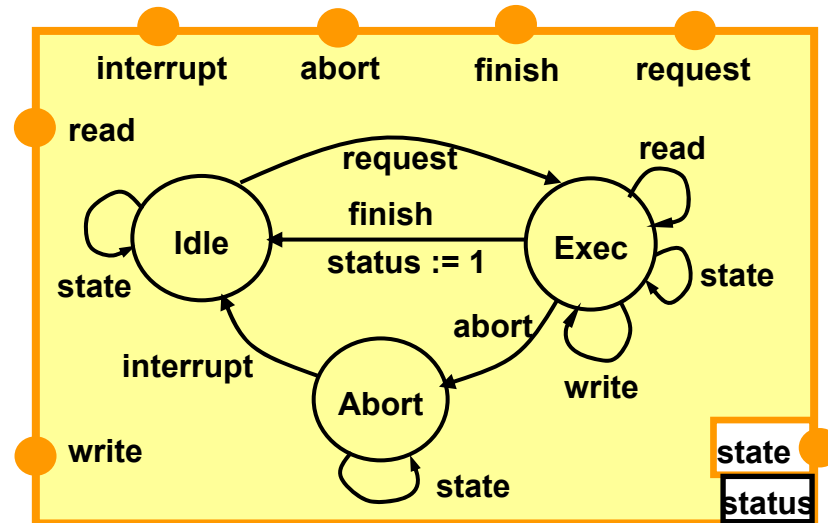 interrupt
abort
finish
request
read
request
read
finish
Idle
Exec
status := 1
state
state
abort
interrupt
write
Abort
write
state
state
status